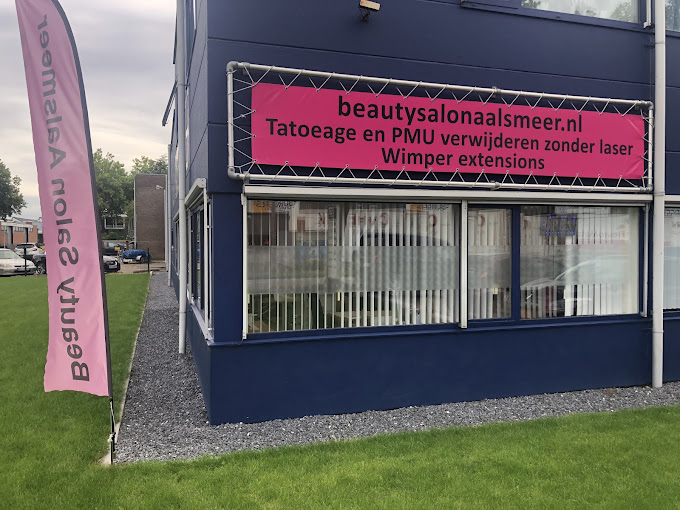 Beauty Salon Aalsmeer
beautysalonaalsmeer.nl
Tatoeage en PMU verwijderen zonder laser
Wimper extensions